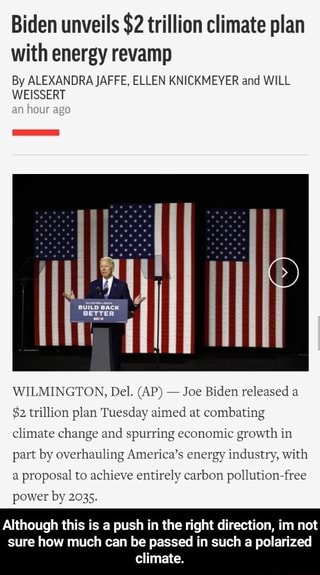 Biden unveils $2 trillion climate plan
with energy revamp
By ALEXANDRA JAFFE, ELLEN KNICKMEYER and WILL
WEISSERT
an hour ago
BUILD BACK
BETTER
WILMINGTON, Del. (AP) — Joe Biden released a
$2 trillion plan Tuesday aimed at combating
climate change and spurring economic growth in
part by overhauling America's energy industry, with
a proposal to achieve entirely carbon pollution-free
power by 2035.
Although this is a push in the right direction, im not
sure how much can be passed in such a polarized
climate.